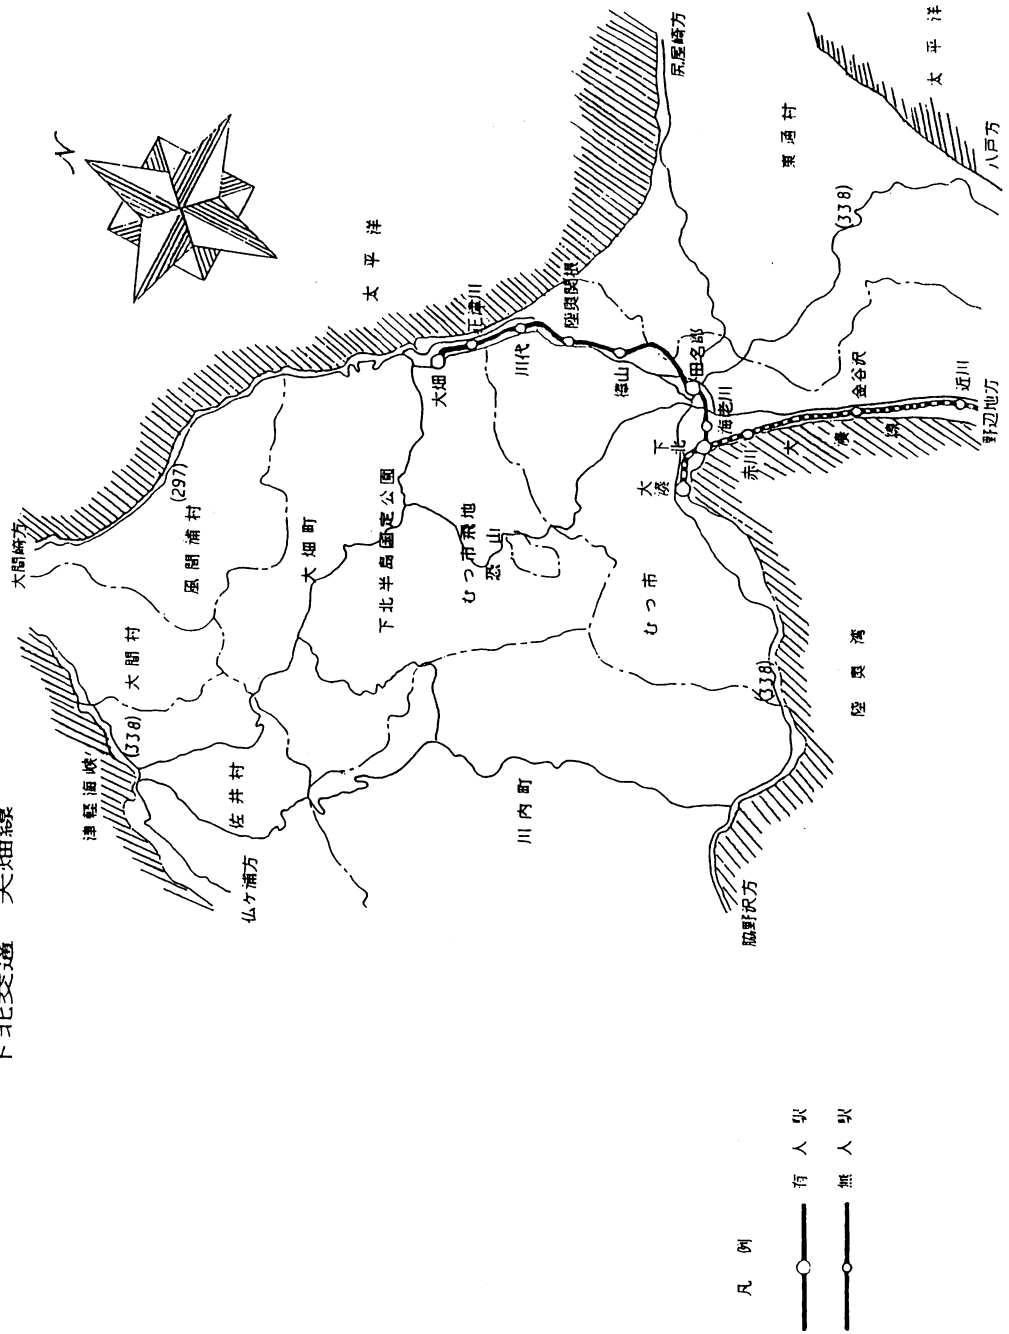 下北交通　大畑線
津軽海峡
大間崎方
(338)
大間村
風間浦村
(297)
佐井村
仏ヶ浦方
大畑町
下北半島国定公園
むつ市飛地
恐山
川内町
むつ市
脇野沢方
(338)
陸奥湾
太平洋
大畑
正津川
川代
陸奥関根
樺山
田名部
海老川
下北
大湊
赤川
金谷沢
近川
大湊線
野辺地方
尻屋崎方
東通村
(338)
八戸方
太平洋
N
凡例
有人駅
無人駅